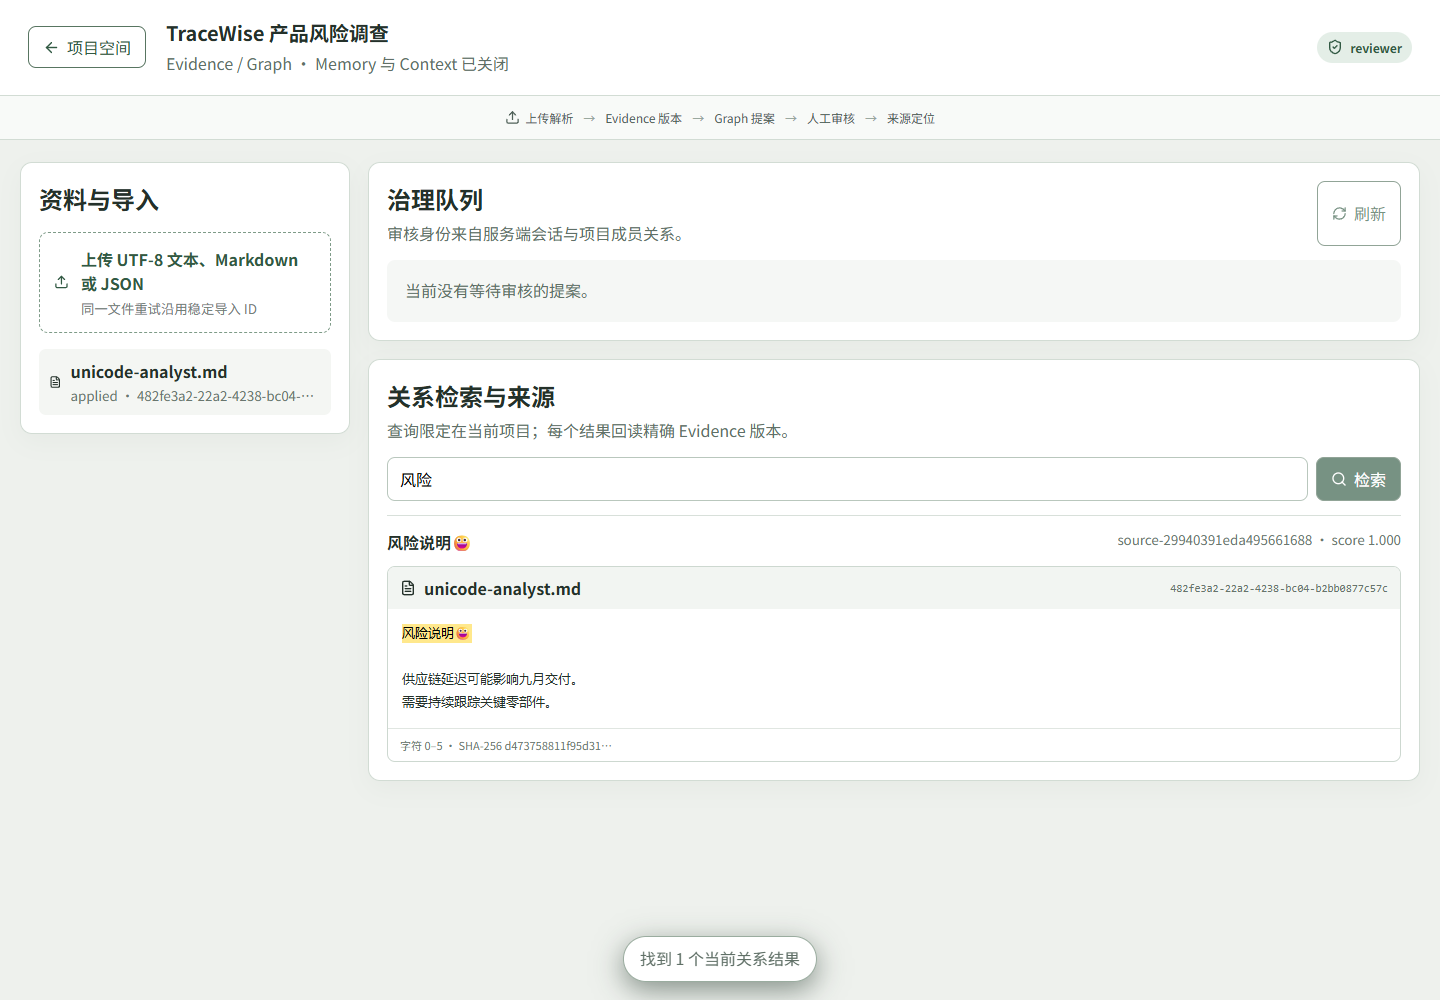 项目空间
TraceWise 产品风险调查
Evidence / Graph · Memory 与 Context 已关闭
reviewer
上传解析 → Evidence 版本 → Graph 提案 → 人工审核 → 来源定位
资料与导入
上传 UTF-8 文本、Markdown
或 JSON
同一文件重试沿用稳定导入 ID
unicode-analyst.md
applied · 482fe3a2-22a2-4238-bc04-…
治理队列
审核身份来自服务端会话与项目成员关系。
刷新
当前没有等待审核的提案。
关系检索与来源
查询限定在当前项目；每个结果回读精确 Evidence 版本。
风险
检索
风险说明😀
source-29940391eda495661688 · score 1.000
unicode-analyst.md
482fe3a2-22a2-4238-bc04-b2bb0877c57c
风险说明😀
供应链延迟可能影响九月交付。
需要持续跟踪关键零部件。
字符 0–5 · SHA-256 d473758811f95d31…
找到 1 个当前关系结果